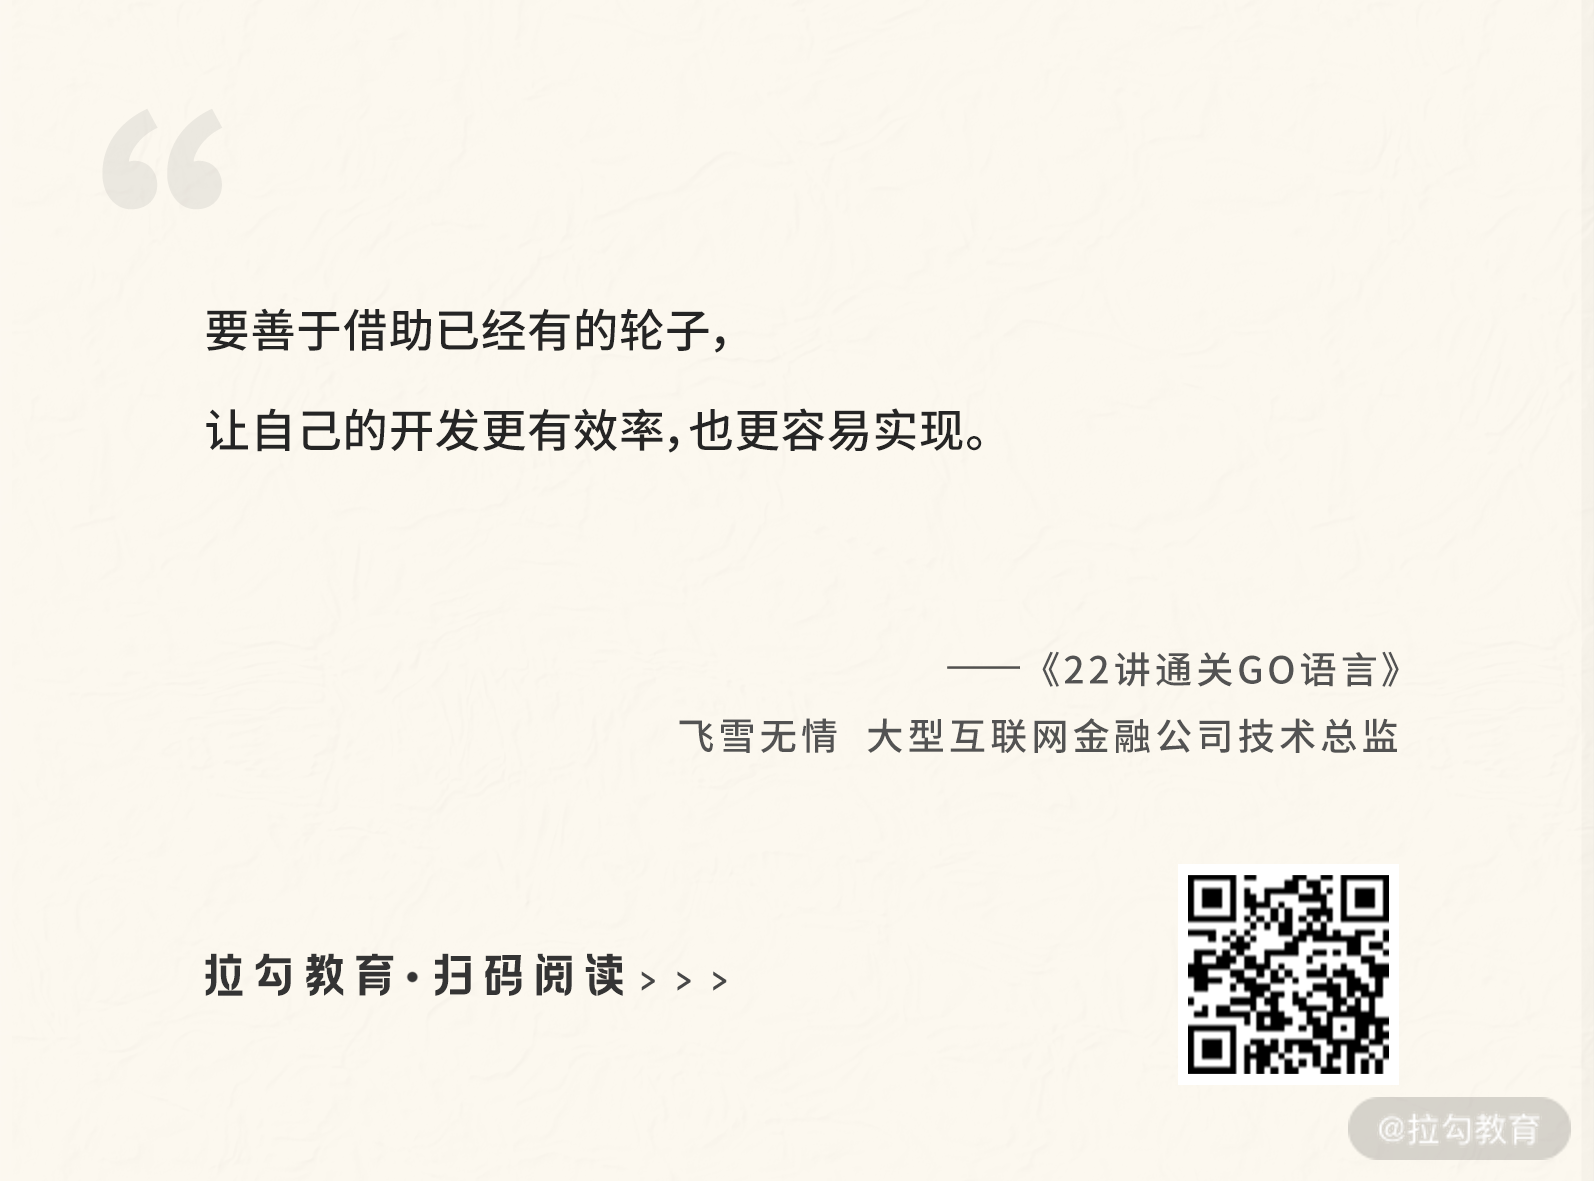 “
要善于借助已经有的轮子，
让自己的开发更有效率，也更容易实现。
——《22讲通关GO语言》
飞雪无情 大型互联网金融公司技术总监
拉勾教育·扫码阅读>>>
@拉勾教育